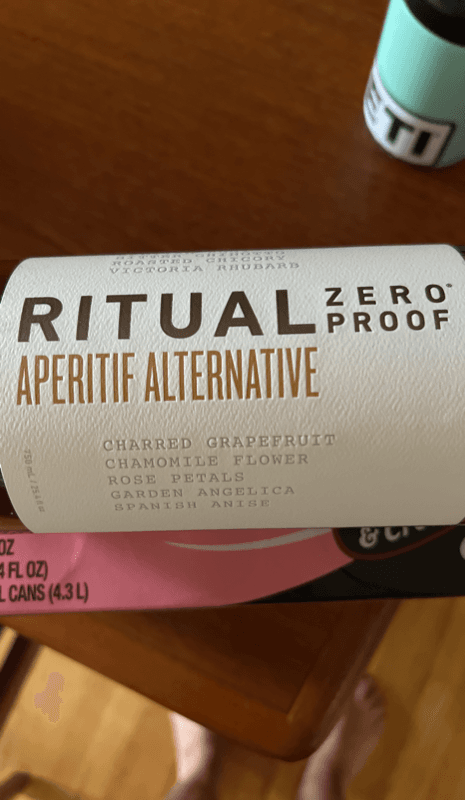 ETI
ROASTED CHICORY
VICTORIA RHUBARB
RITUAL ZERO
PROOF
APERITIF ALTERNATIVE
CHARRED GRAPEFRUIT
CHAMOMILE FLOWER
ROSE PETALS
GARDEN ANGELICA
SPANISH ANISE
OZ
4 FL OZ)
L CANS (4.3 L)